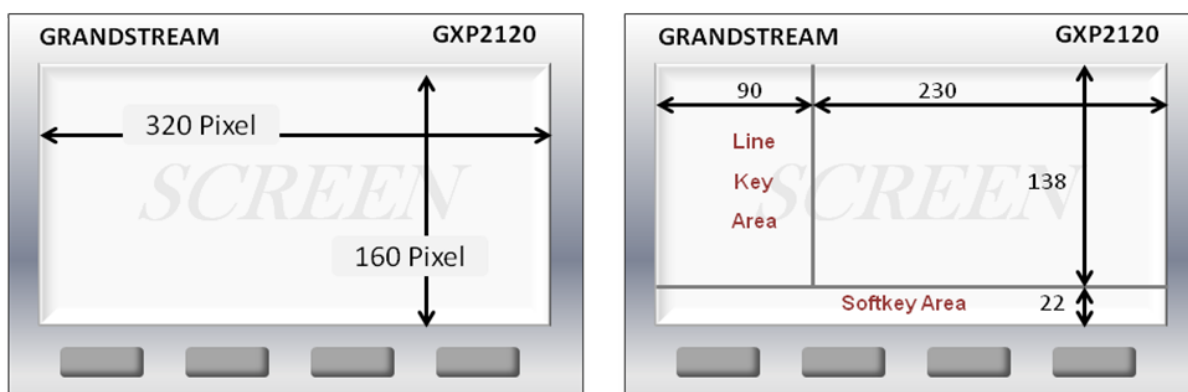 GRANDSTREAM GXP2120
320 Pixel
SCREEN
160 Pixel
GRANDSTREAM GXP2120
90 230
Line
Key
Area
SCREEN
138
Softkey Area 22